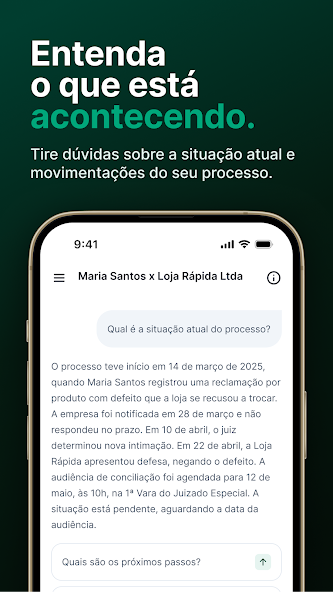 Entenda
o que está
acontecendo.
Tire dúvidas sobre a situação atual e
movimentações do seu processo.
9:41
Maria Santos x Loja Rápida Ltda
Qual é a situação atual do processo?
O processo teve início em 14 de março de 2025,
quando Maria Santos registrou uma reclamação por
produto com defeito que a loja se recusou a trocar.
A empresa foi notificada em 28 de março e não
respondeu no prazo. Em 10 de abril, o juiz
determinou nova intimação. Em 22 de abril, a Loja
Rápida apresentou defesa, negando o defeito. A
audiência de conciliação foi agendada para 12 de
maio, às 10h, na 1ª Vara do Juizado Especial. A
situação está pendente, aguardando a data da
audiência.
Quais são os próximos passos?